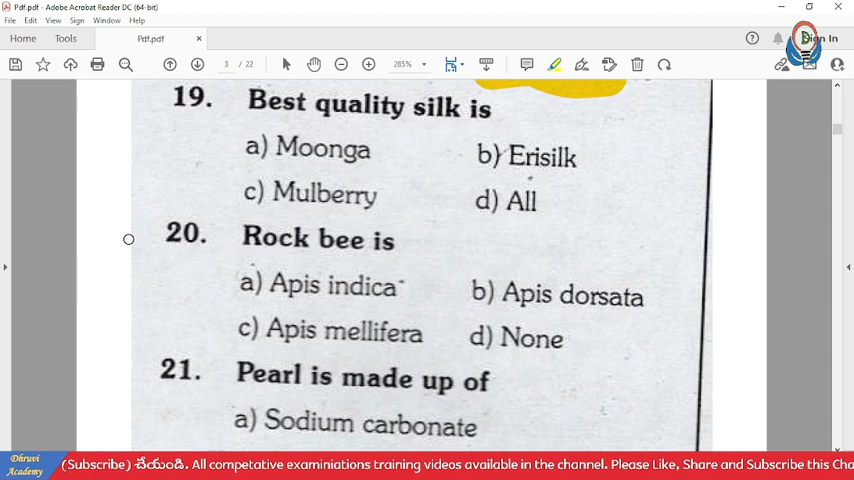 Pdf.pdf - Adobe Acrobat Reader DC (64-bit)
File Edit View Sign Window Help
Home Tools Pdf.pdf × Sign In
3 / 22 285%
19. Best quality silk is
a) Moonga b) Erisilk
c) Mulberry d) All
20. Rock bee is
a) Apis indica b) Apis dorsata
c) Apis mellifera d) None
21. Pearl is made up of
a) Sodium carbonate
Dhruvi
Academy
(Subscribe) చేయండి. All competative examiniations training videos available in the channel. Please Like, Share and Subscribe this Cha